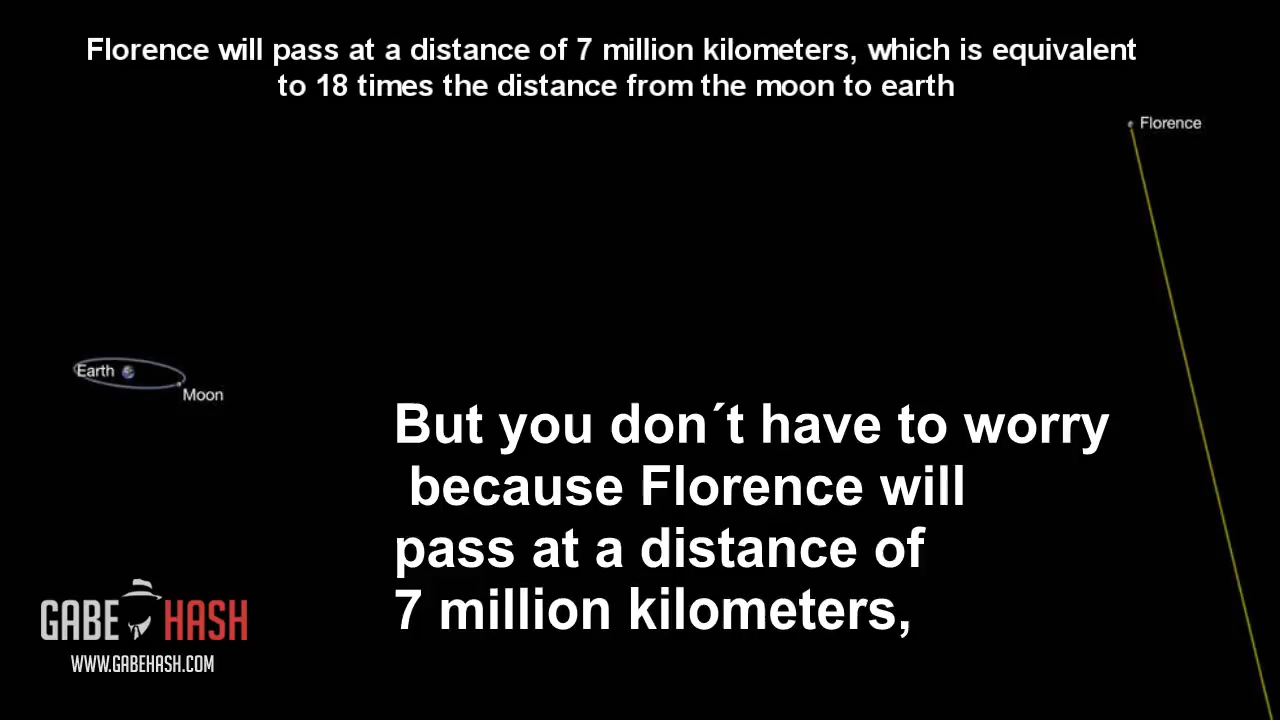 Florence will pass at a distance of 7 million kilometers, which is equivalent
to 18 times the distance from the moon to earth
Florence
Earth
Moon
But you don´t have to worry
because Florence will
pass at a distance of
7 million kilometers,
GABE HASH
WWW.GABEHASH.COM